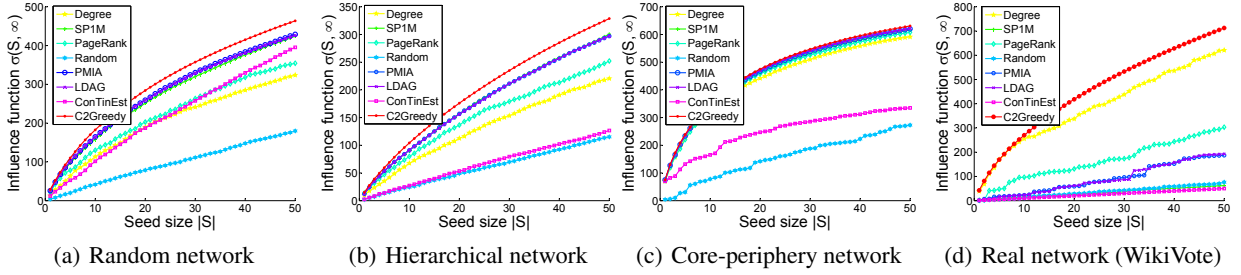 Influence function σ(S, ∞)
500
400
300
200
100
0
0 10 20 30 40 50
Seed size |S|
Degree
SP1M
PageRank
Random
PMIA
LDAG
ConTinEst
C2Greedy
(a) Random network
Influence function σ(S, ∞)
350
300
250
200
150
100
50
0
0 10 20 30 40 50
Seed size |S|
Degree
SP1M
PageRank
Random
PMIA
LDAG
ConTinEst
C2Greedy
(b) Hierarchical network
Influence function σ(S, ∞)
700
600
500
400
300
200
100
0
0 10 20 30 40 50
Seed size |S|
Degree
SP1M
PageRank
Random
PMIA
LDAG
ConTinEst
C2Greedy
(c) Core-periphery network
Influence function σ(S, ∞)
800
700
600
500
400
300
200
100
0
0 10 20 30 40 50
Seed size |S|
Degree
SP1M
PageRank
Random
PMIA
LDAG
ConTinEst
C2Greedy
(d) Real network (WikiVote)